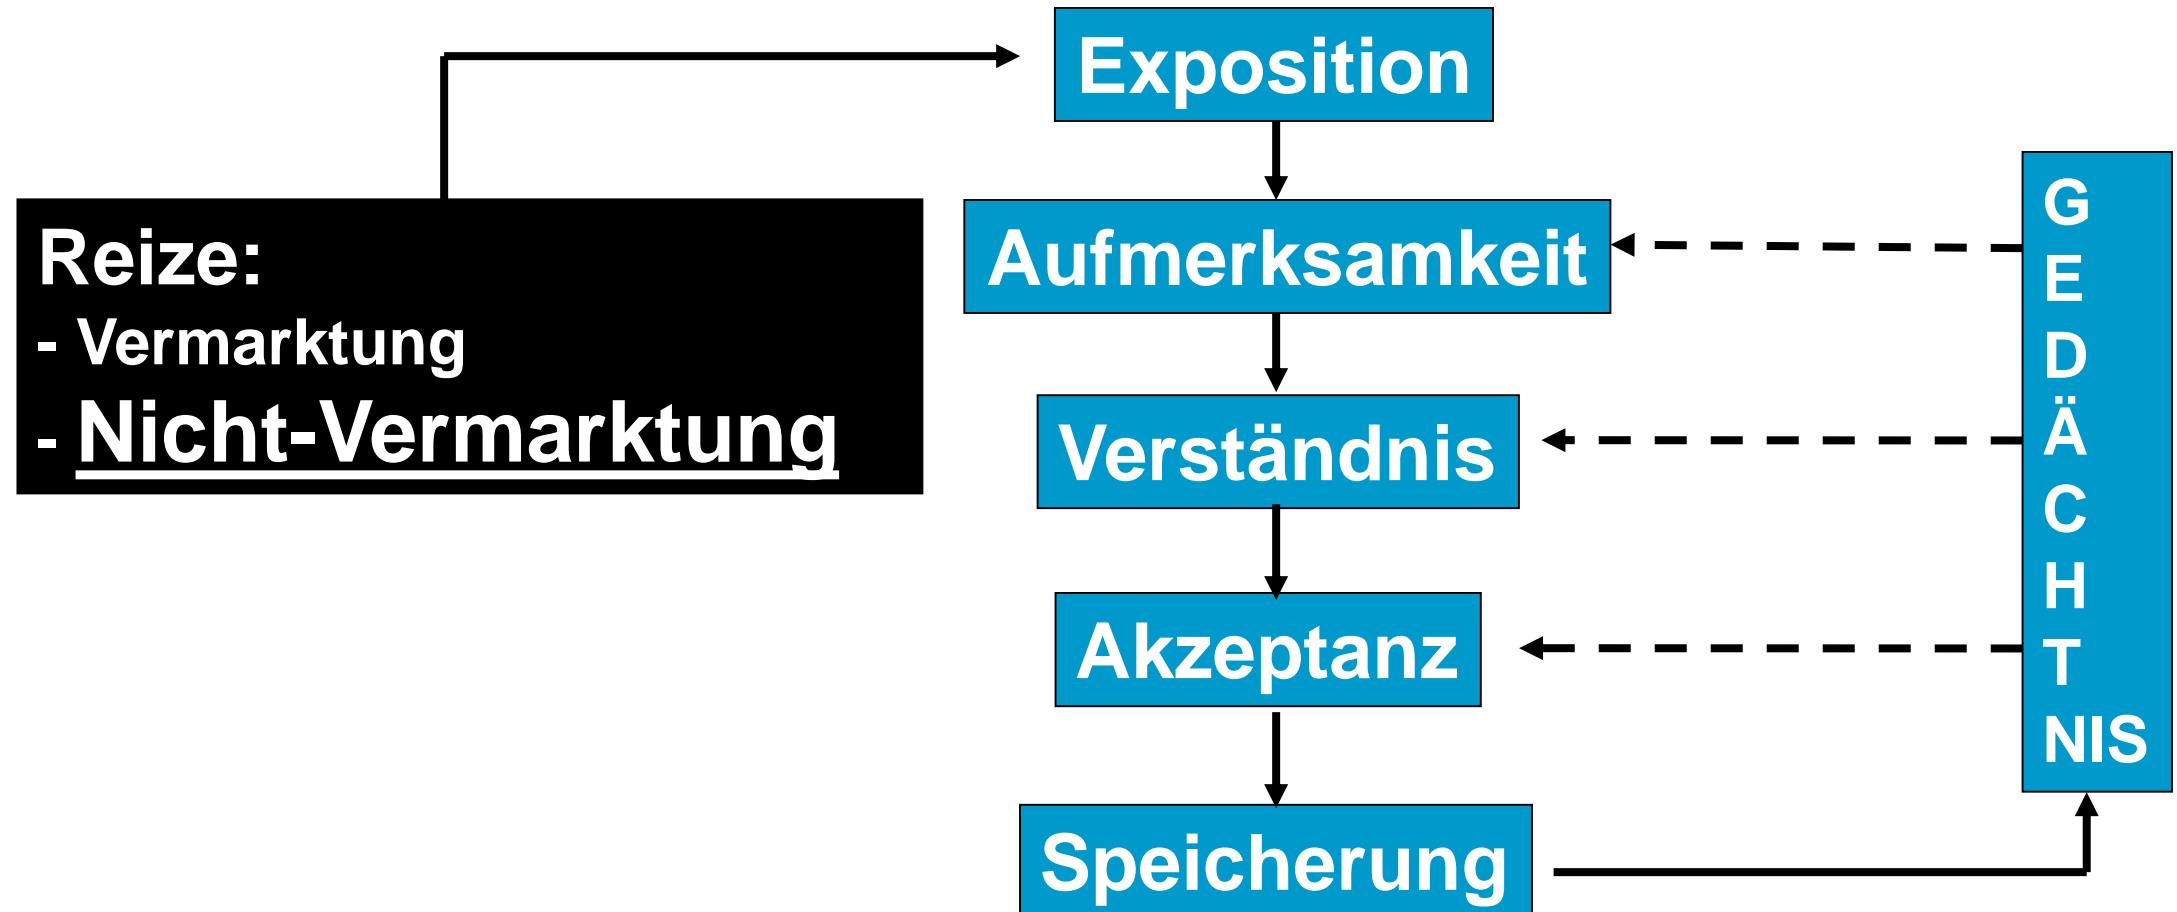 Exposition
Reize:
- Vermarktung
- Nicht-Vermarktung
Aufmerksamkeit
Verständnis
Akzeptanz
Speicherung
G
E
D
Ä
C
H
T
NIS